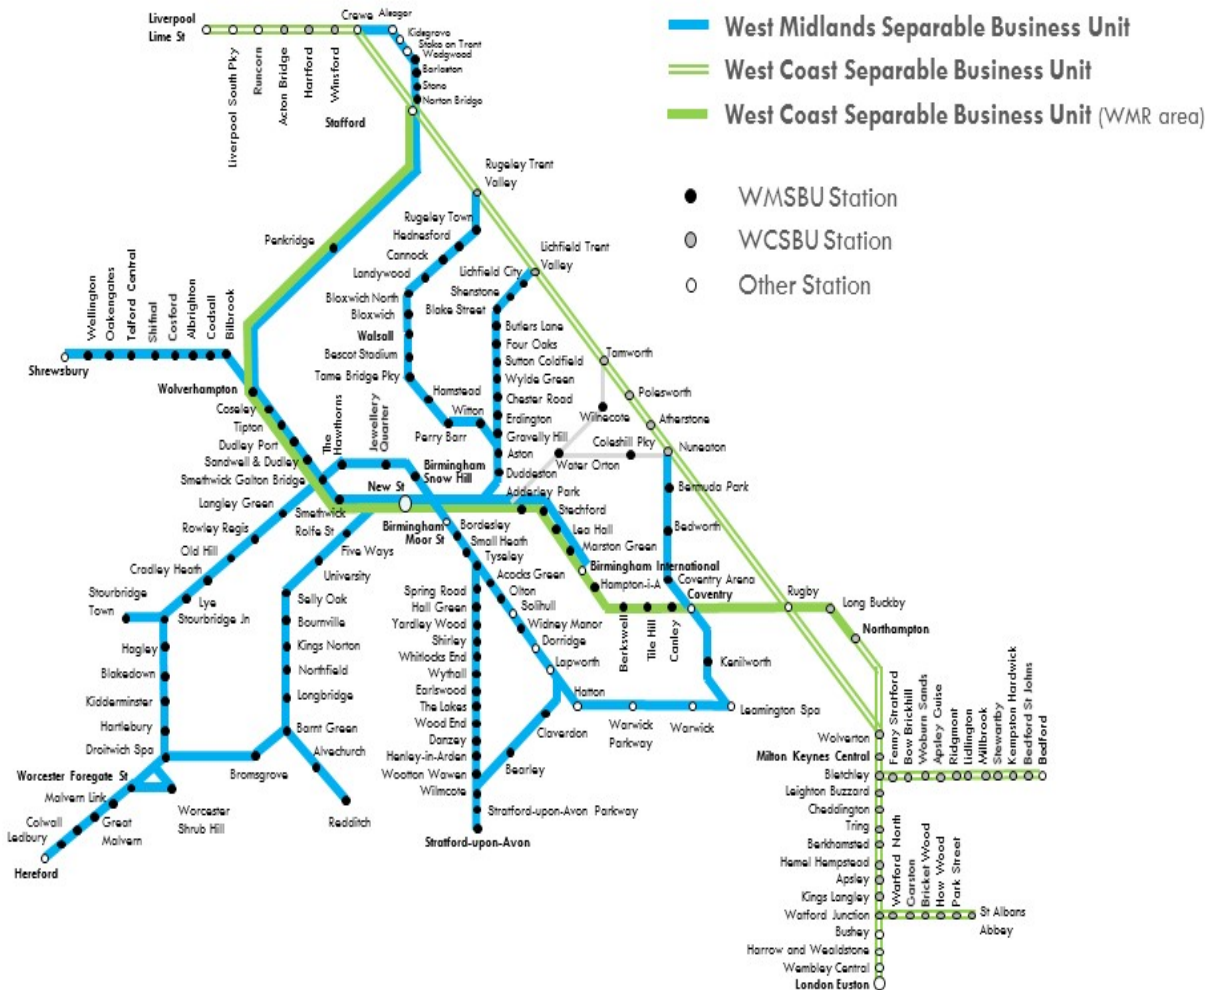 Liverpool
Lime St
Crewe
Alsager
Kidsgrove
Stoke on Trent
Wedgwood
Barlaston
Stone
Norton Bridge
Liverpool South Pky
Runcorn
Acton Bridge
Hartford
Winsford
Stafford
West Midlands Separable Business Unit
West Coast Separable Business Unit
West Coast Separable Business Unit (WMR area)
WMSBU Station
WCSBU Station
Other Station
Rugeley Trent
Valley
Rugeley Town
Hednesford
Cannock
Landywood
Bloxwich North
Bloxwich
Walsall
Bescot Stadium
Tame Bridge Pky
Hamstead
Perry Barr
Witton
Lichfield Trent
Valley
Lichfield City
Shenstone
Blake Street
Butlers Lane
Four Oaks
Sutton Coldfield
Wylde Green
Chester Road
Erdington
Gravelly Hill
Aston
Duddeston
Penkridge
Wellington
Oakengates
Telford Central
Shifnal
Cosford
Albrighton
Codsall
Bilbrook
Shrewsbury
Wolverhampton
Coseley
Tipton
Dudley Port
Sandwell & Dudley
Smethwick Galton Bridge
The
Hawthorns
Jewellery
Quarter
Birmingham
Snow Hill
New St
Langley Green
Rowley Regis
Old Hill
Cradley Heath
Lye
Stourbridge
Town
Stourbridge Jn
Smethwick
Rolfe St
Five Ways
University
Selly Oak
Bournville
Kings Norton
Northfield
Longbridge
Barnt Green
Alvechurch
Redditch
Hagley
Blakedown
Kidderminster
Hartlebury
Droitwich Spa
Bromsgrove
Worcester Foregate St
Worcester
Shrub Hill
Malvern Link
Great
Malvern
Colwall
Ledbury
Hereford
Tamworth
Wilnecote
Polesworth
Atherstone
Nuneaton
Coleshill Pky
Water Orton
Bermuda Park
Bedworth
Coventry Arena
Coventry
Adderley Park
Stechford
Lea Hall
Marston Green
Birmingham International
Hampton-i-A
Berkswell
Tile Hill
Canley
Birmingham
Moor St
Bordesley
Small Heath
Tyseley
Acocks Green
Olton
Solihull
Widney Manor
Dorridge
Lapworth
Hatton
Warwick
Parkway
Warwick
Leamington Spa
Kenilworth
Claverdon
Bearley
Spring Road
Hall Green
Yardley Wood
Shirley
Whitlocks End
Wythall
Earlswood
The Lakes
Wood End
Danzey
Henley-in-Arden
Wootton Wawen
Wilmcote
Stratford-upon-Avon Parkway
Stratford-upon-Avon
Rugby
Long Buckby
Northampton
Wolverton
Milton Keynes Central
Bletchley
Fenny Stratford
Bow Brickhill
Woburn Sands
Apsley Guise
Ridgmont
Lidlington
Millbrook
Stewartby
Kempston Hardwick
Bedford St Johns
Bedford
Leighton Buzzard
Cheddington
Tring
Berkhamsted
Hemel Hempstead
Apsley
Kings Langley
Watford Junction
Watford North
Garston
Bricket Wood
How Wood
Park Street
St Albans
Abbey
Bushey
Harrow and Wealdstone
Wembley Central
London Euston